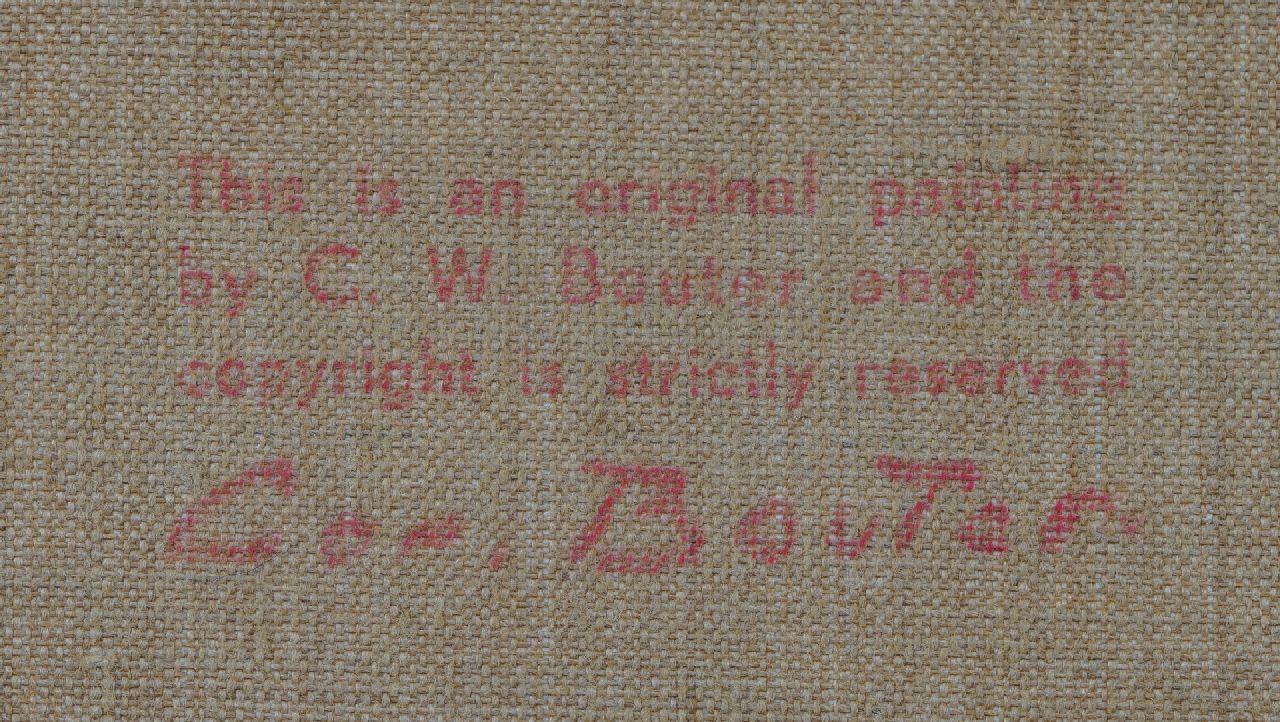 This is an original painting
by C. W. Bouter and the
copyright is strictly reserved
Cor. Bouter